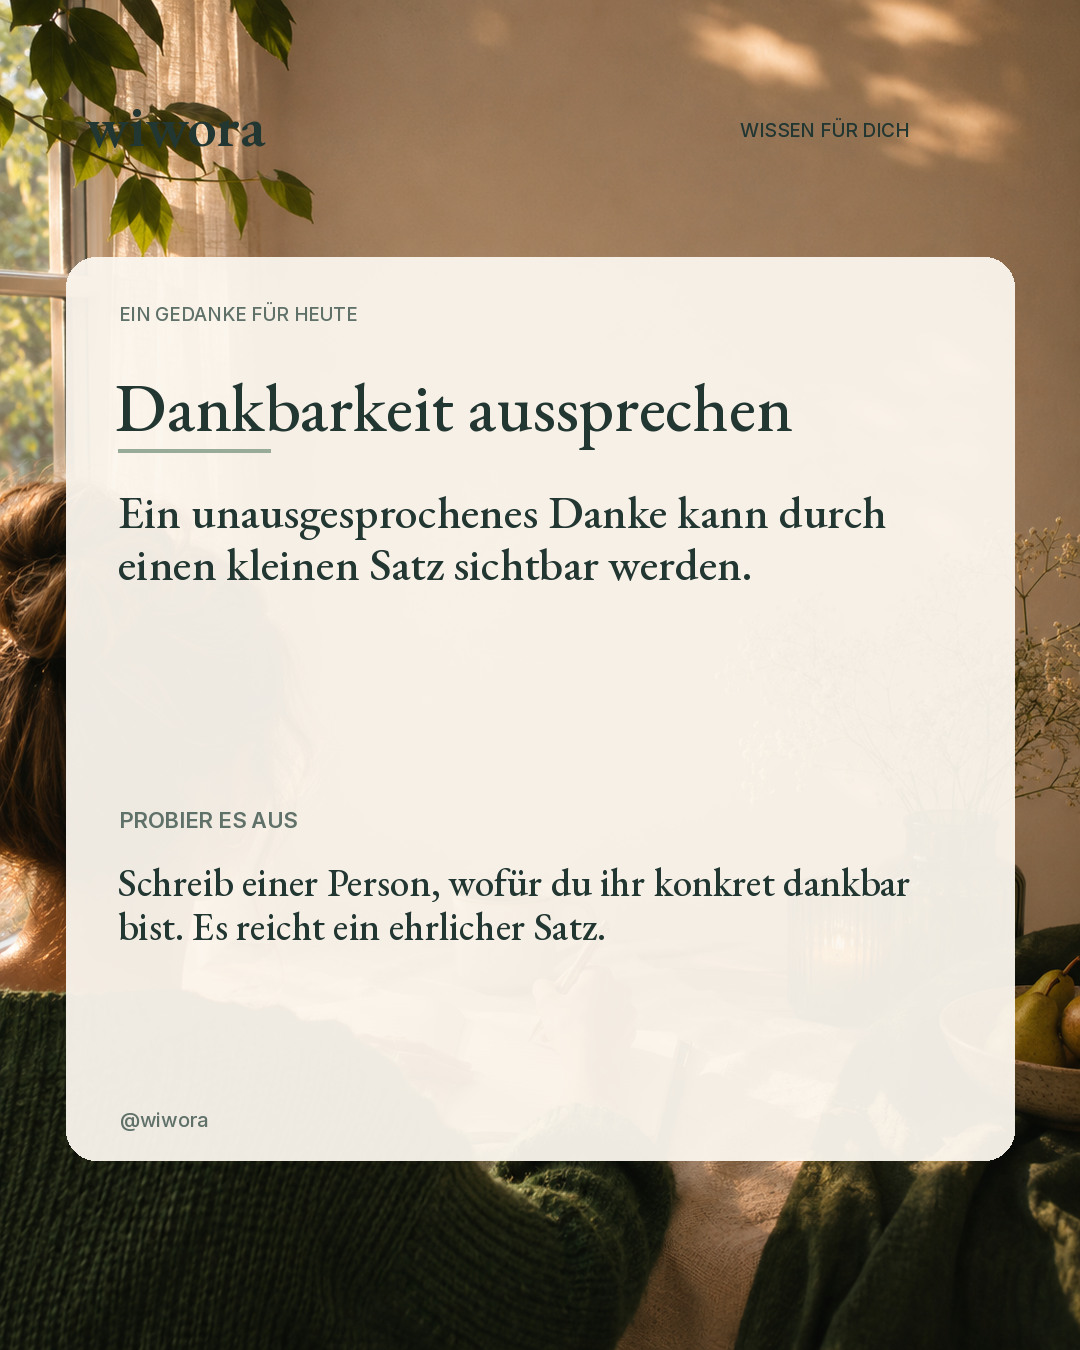 wiwora
WISSEN FÜR DICH
EIN GEDANKE FÜR HEUTE
Dankbarkeit aussprechen
Ein unausgesprochenes Danke kann durch
einen kleinen Satz sichtbar werden.
PROBIER ES AUS
Schreib einer Person, wofür du ihr konkret dankbar
bist. Es reicht ein ehrlicher Satz.
@wiwora